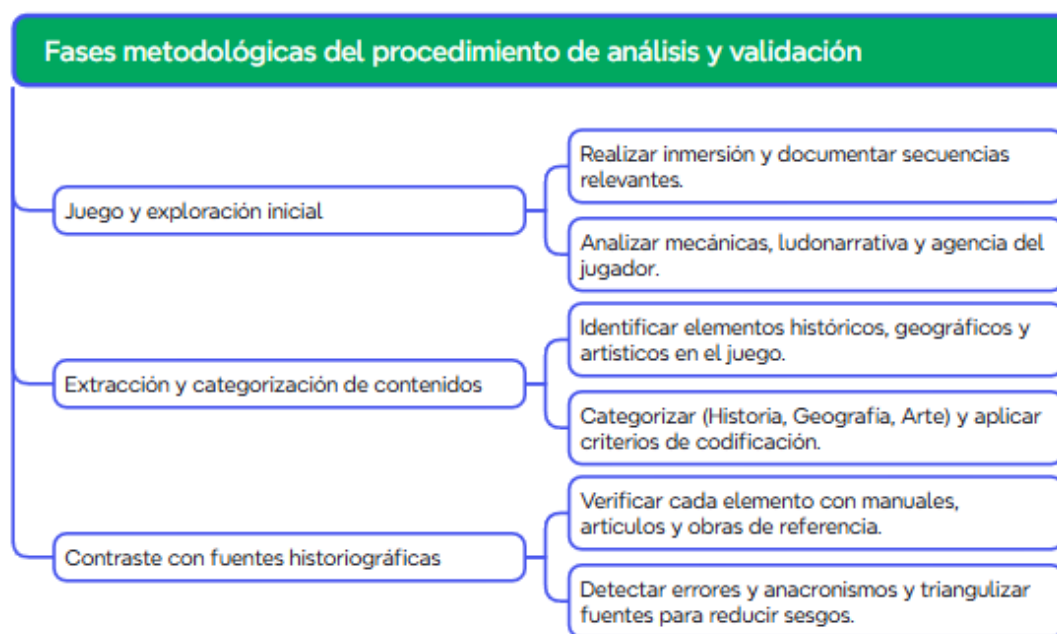 Fases metodológicas del procedimiento de análisis y validación
Juego y exploración inicial
Realizar inmersión y documentar secuencias
relevantes.
Analizar mecánicas, ludonarrativa y agencia del
jugador.
Extracción y categorización de contenidos
Identificar elementos históricos, geográficos y
artísticos en el juego.
Categorizar (Historia, Geografía, Arte) y aplicar
criterios de codificación.
Contraste con fuentes historiográficas
Verificar cada elemento con manuales,
artículos y obras de referencia.
Detectar errores y anacronismos y triangulizar
fuentes para reducir sesgos.